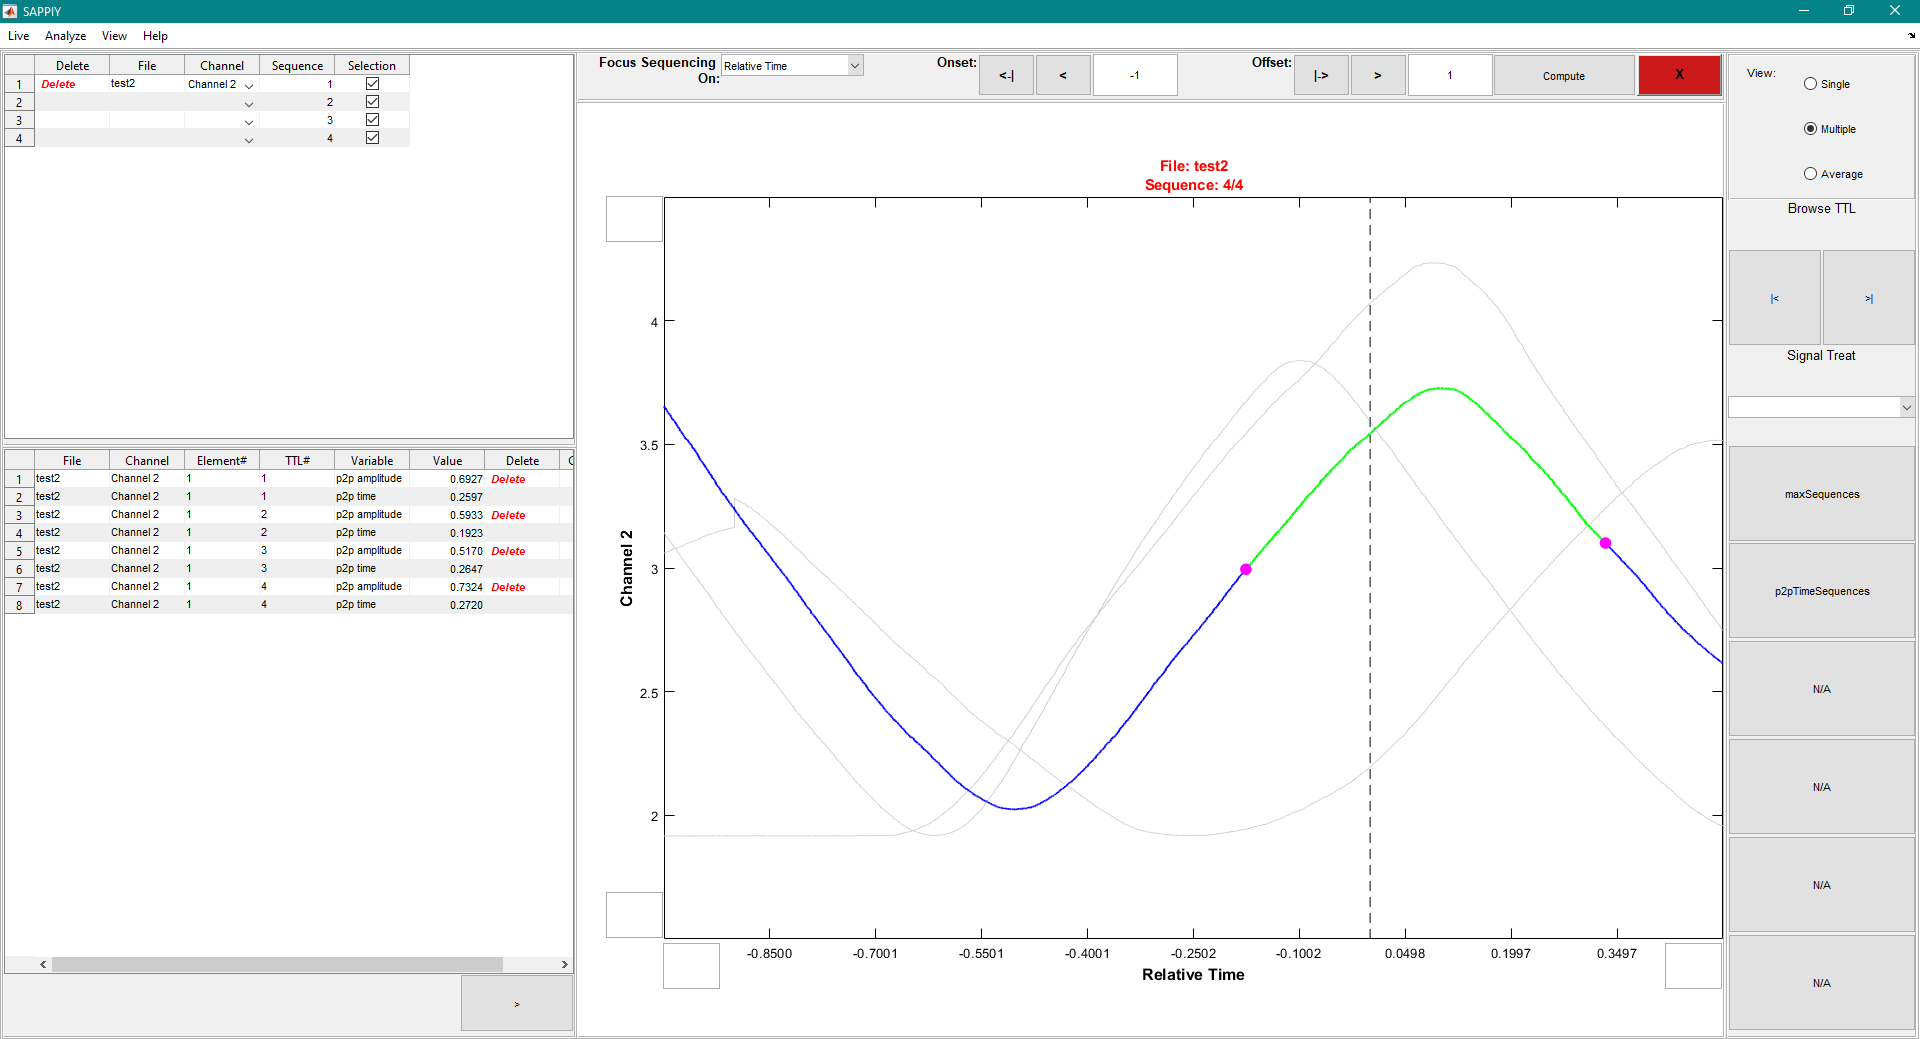 SAPPIY
Live Analyze View Help
Delete File Channel Sequence Selection
1 Delete test2 Channel 2 1
2 2
3 3
4 4
File Channel Element# TTL# Variable Value Delete
1 test2 Channel 2 1 1 p2p amplitude 0.6927 Delete
2 test2 Channel 2 1 1 p2p time 0.2597
3 test2 Channel 2 1 2 p2p amplitude 0.5933 Delete
4 test2 Channel 2 1 2 p2p time 0.1923
5 test2 Channel 2 1 3 p2p amplitude 0.5170 Delete
6 test2 Channel 2 1 3 p2p time 0.2647
7 test2 Channel 2 1 4 p2p amplitude 0.7324 Delete
8 test2 Channel 2 1 4 p2p time 0.2720
< >
>
Focus Sequencing
On:
Relative Time
Onset: <-| < -1
Offset: |-> > 1 Compute X
File: test2
Sequence: 4/4
4
3.5
3
2.5
2
Channel 2
-0.8500 -0.7001 -0.5501 -0.4001 -0.2502 -0.1002 0.0498 0.1997 0.3497
Relative Time
View:
Single
Multiple
Average
Browse TTL
|< >|
Signal Treat
maxSequences
p2pTimeSequences
N/A
N/A
N/A
N/A